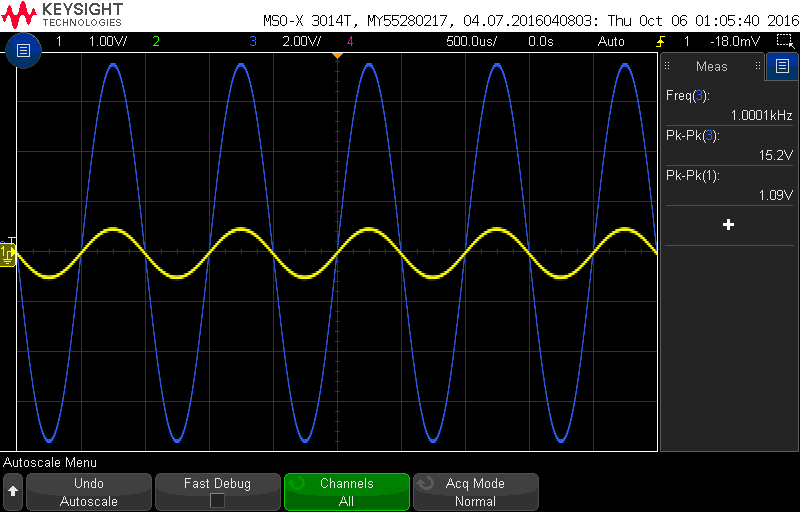 KEYSIGHT
TECHNOLOGIES
MSO-X 3014T, MY55280217, 04.07.2016040803: Thu Oct 06 01:05:40 2016
1 1.00V/ 2 3 2.00V/ 4 500.0us/ 0.0s Auto 1 -18.0mV
Meas
Freq(3):
1.0001kHz
Pk-Pk(3):
15.2V
Pk-Pk(1):
1.09V
T
1
Autoscale Menu
Undo
Autoscale
Fast Debug
Channels
All
Acq Mode
Normal